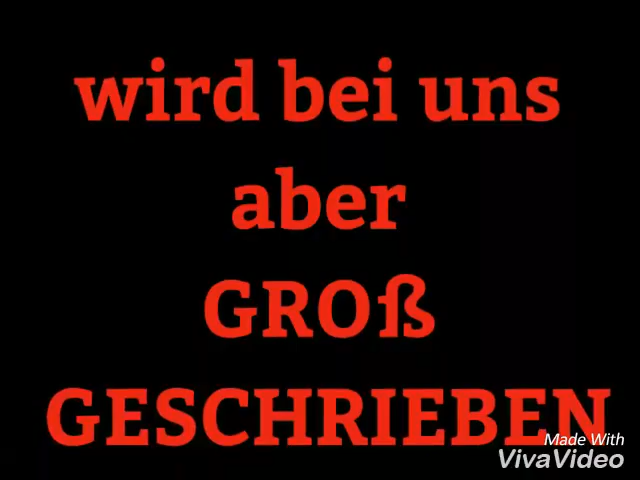 wird bei uns
aber
GROß
GESCHRIEBEN
Made With
VivaVideo